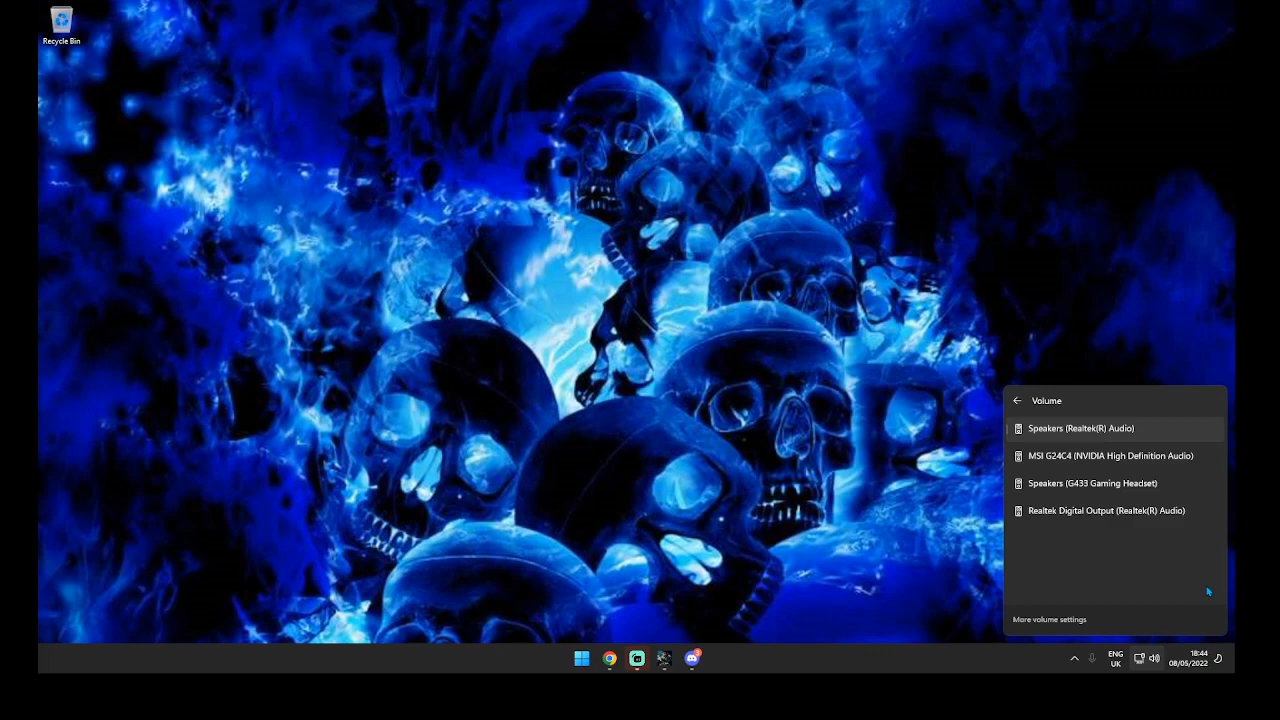 Recycle Bin
Volume
Speakers (Realtek(R) Audio)
MSI G24C4 (NVIDIA High Definition Audio)
Speakers (G433 Gaming Headset)
Realtek Digital Output (Realtek(R) Audio)
More volume settings
ENG
UK
18:44
08/05/2022